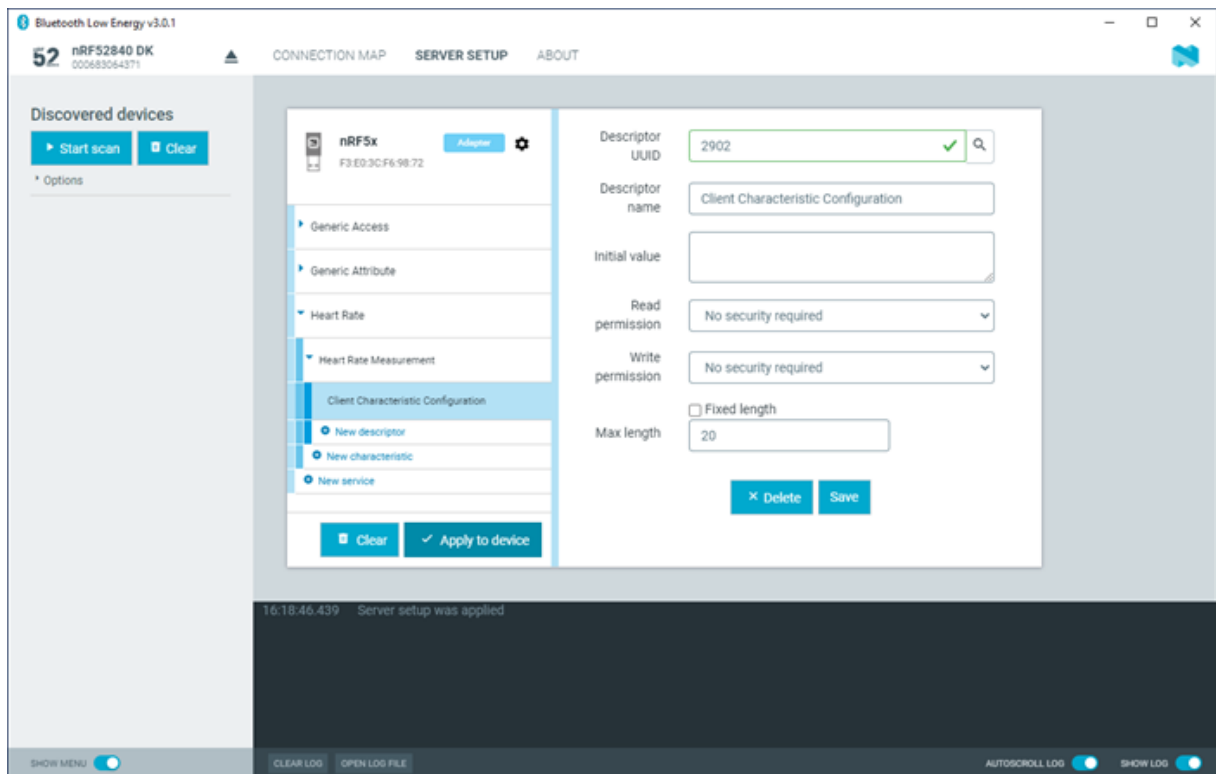 Bluetooth Low Energy v3.0.1
52 nRF52840 DK
000683064371
CONNECTION MAP SERVER SETUP ABOUT
Discovered devices
Start scan Clear
Options
nRF5x Adapter
F3:E0:3C:F6:98:72
Generic Access
Generic Attribute
Heart Rate
Heart Rate Measurement
Client Characteristic Configuration
New descriptor
New characteristic
New service
Clear Apply to device
Descriptor
UUID
2902
Descriptor
name
Client Characteristic Configuration
Initial value
Read
permission
No security required
Write
permission
No security required
Fixed length
Max length
20
Delete Save
16:18:46.439 Server setup was applied
SHOW MENU CLEAR LOG OPEN LOG FILE AUTOSCROLL LOG SHOW LOG